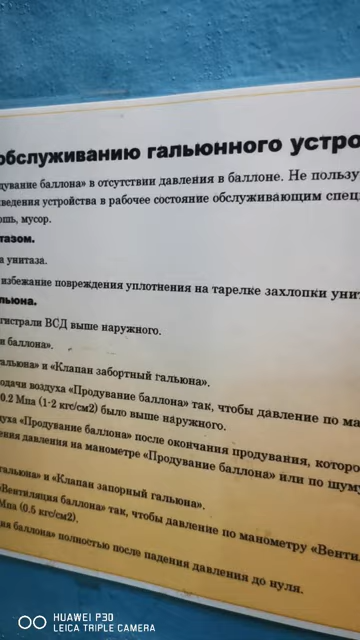 обслуживанию гальюнного устро
дувание баллона» в отсутствии давления в баллоне. Не пользу
ведения устройства в рабочее состояние обслуживающим спец
ошь, мусор.
тазом.
а унитаза.
избежание повреждения уплотнения на тарелке захлопки унит
льюна.
гистрали ВСД выше наружного.
и баллона».
альюна» и «Клапан забортный гальюна».
одачи воздуха «Продувание баллона» так, чтобы давление по ма
0.2 Мпа (1-2 кгс/см2) было выше наружного.
духа «Продувание баллона» после окончания продувания, которо
ения давления на манометре «Продувание баллона» или по шуму
гальюна» и «Клапан запорный гальюна».
«Вентиляция баллона» так, чтобы давление по манометру «Венти
Мпа (0.5 кгс/см2).
ия баллона» полностью после падения давления до нуля.
HUAWEI P30
LEICA TRIPLE CAMERA